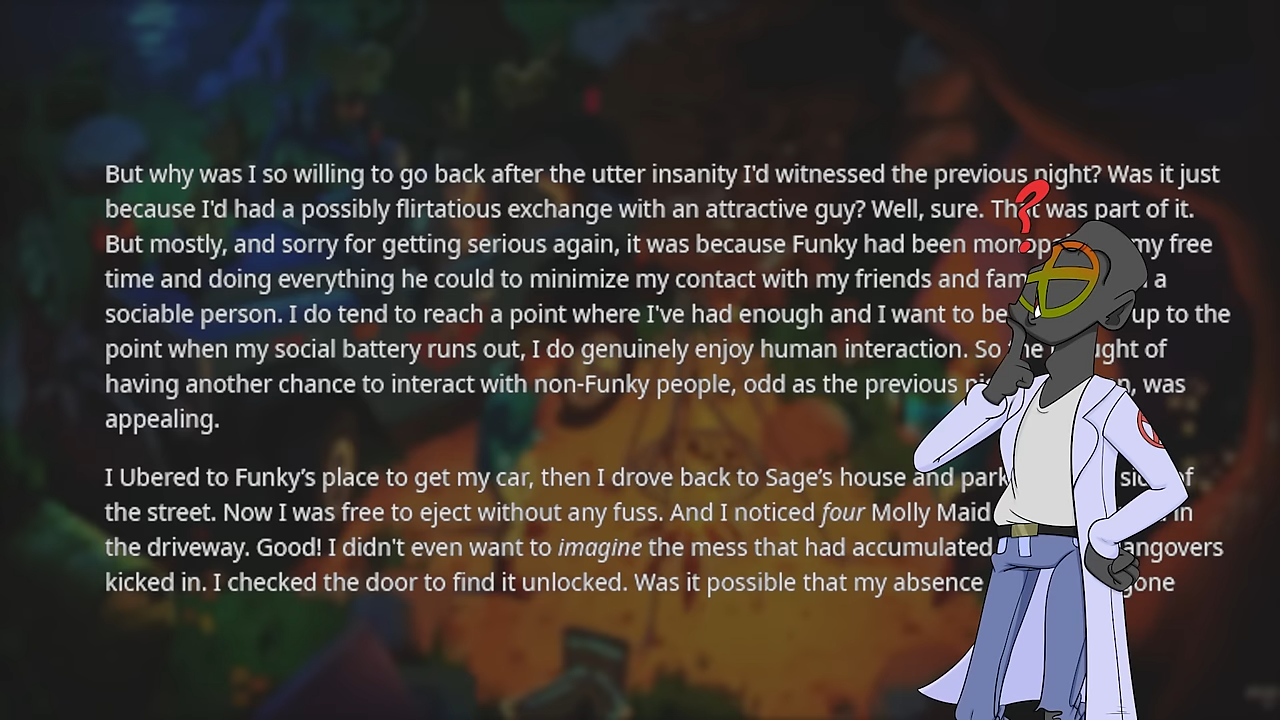 But why was I so willing to go back after the utter insanity I'd witnessed the previous night? Was it just
because I'd had a possibly flirtatious exchange with an attractive guy? Well, sure. That was part of it.
But mostly, and sorry for getting serious again, it was because Funky had been my free
time and doing everything he could to minimize my contact with my friends and a
sociable person. I do tend to reach a point where I've had enough and I want to be up to the
point when my social battery runs out, I do genuinely enjoy human interaction. So the thought of
having another chance to interact with non-Funky people, odd as the previous was
appealing.
I Ubered to Funky’s place to get my car, then I drove back to Sage’s house and of
the street. Now I was free to eject without any fuss. And I noticed four Molly Maid in
the driveway. Good! I didn't even want to imagine the mess that had accumulated hangovers
kicked in. I checked the door to find it unlocked. Was it possible that my absence gone
?